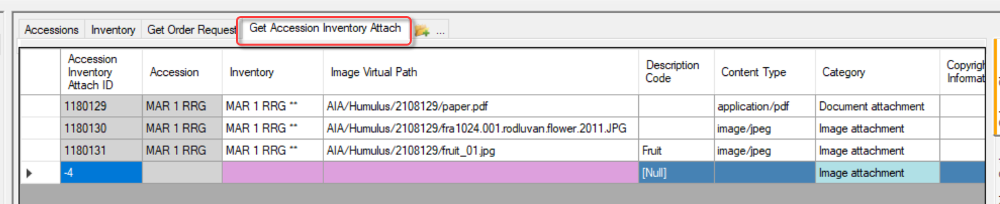 Accessions Inventory Get Order Request Get Accession Inventory Attach ...
Accession Inventory Attach ID Accession Inventory Image Virtual Path Description Code Content Type Category
1180129 MAR 1 RRG MAR 1 RRG ** AIA/Humulus/2108129/paper.pdf application/pdf Document attachment
1180130 MAR 1 RRG MAR 1 RRG ** AIA/Humulus/2108129/fra1024.001.rodluvan.flower.2011.JPG image/jpeg Image attachment
1180131 MAR 1 RRG MAR 1 RRG ** AIA/Humulus/2108129/fruit_01.jpg Fruit image/jpeg Image attachment
-4 [Null] Image attachment